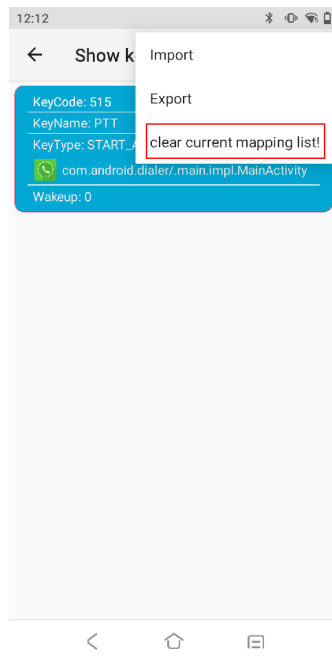 12:12
Show k
Import
Export
clear current mapping list!
KeyCode: 515
KeyName: PTT
KeyType: START_
com.android.dialer/.main.impl.MainActivity
Wakeup: 0